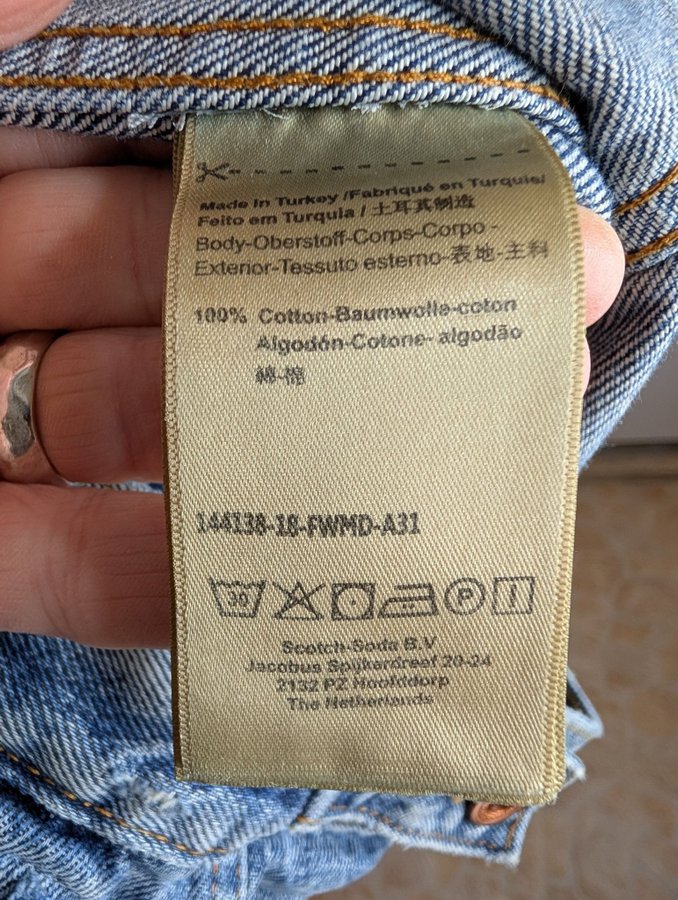 Made In Turkey /Fabriqué en Turquie/
Feito em Turquia / 土耳其制造
Body-Oberstoff-Corps-Corpo -
Exterior-Tessuto esterno-表地-主料
100% Cotton-Baumwolle-coton
Algodón-Cotone- algodão
綿-棉
144138-18-FWMD-A31
30 P
Scotch-Soda B.V
Jacobus Spijkerdreef 20-24
2132 PZ Hoofddorp
The Netherlands